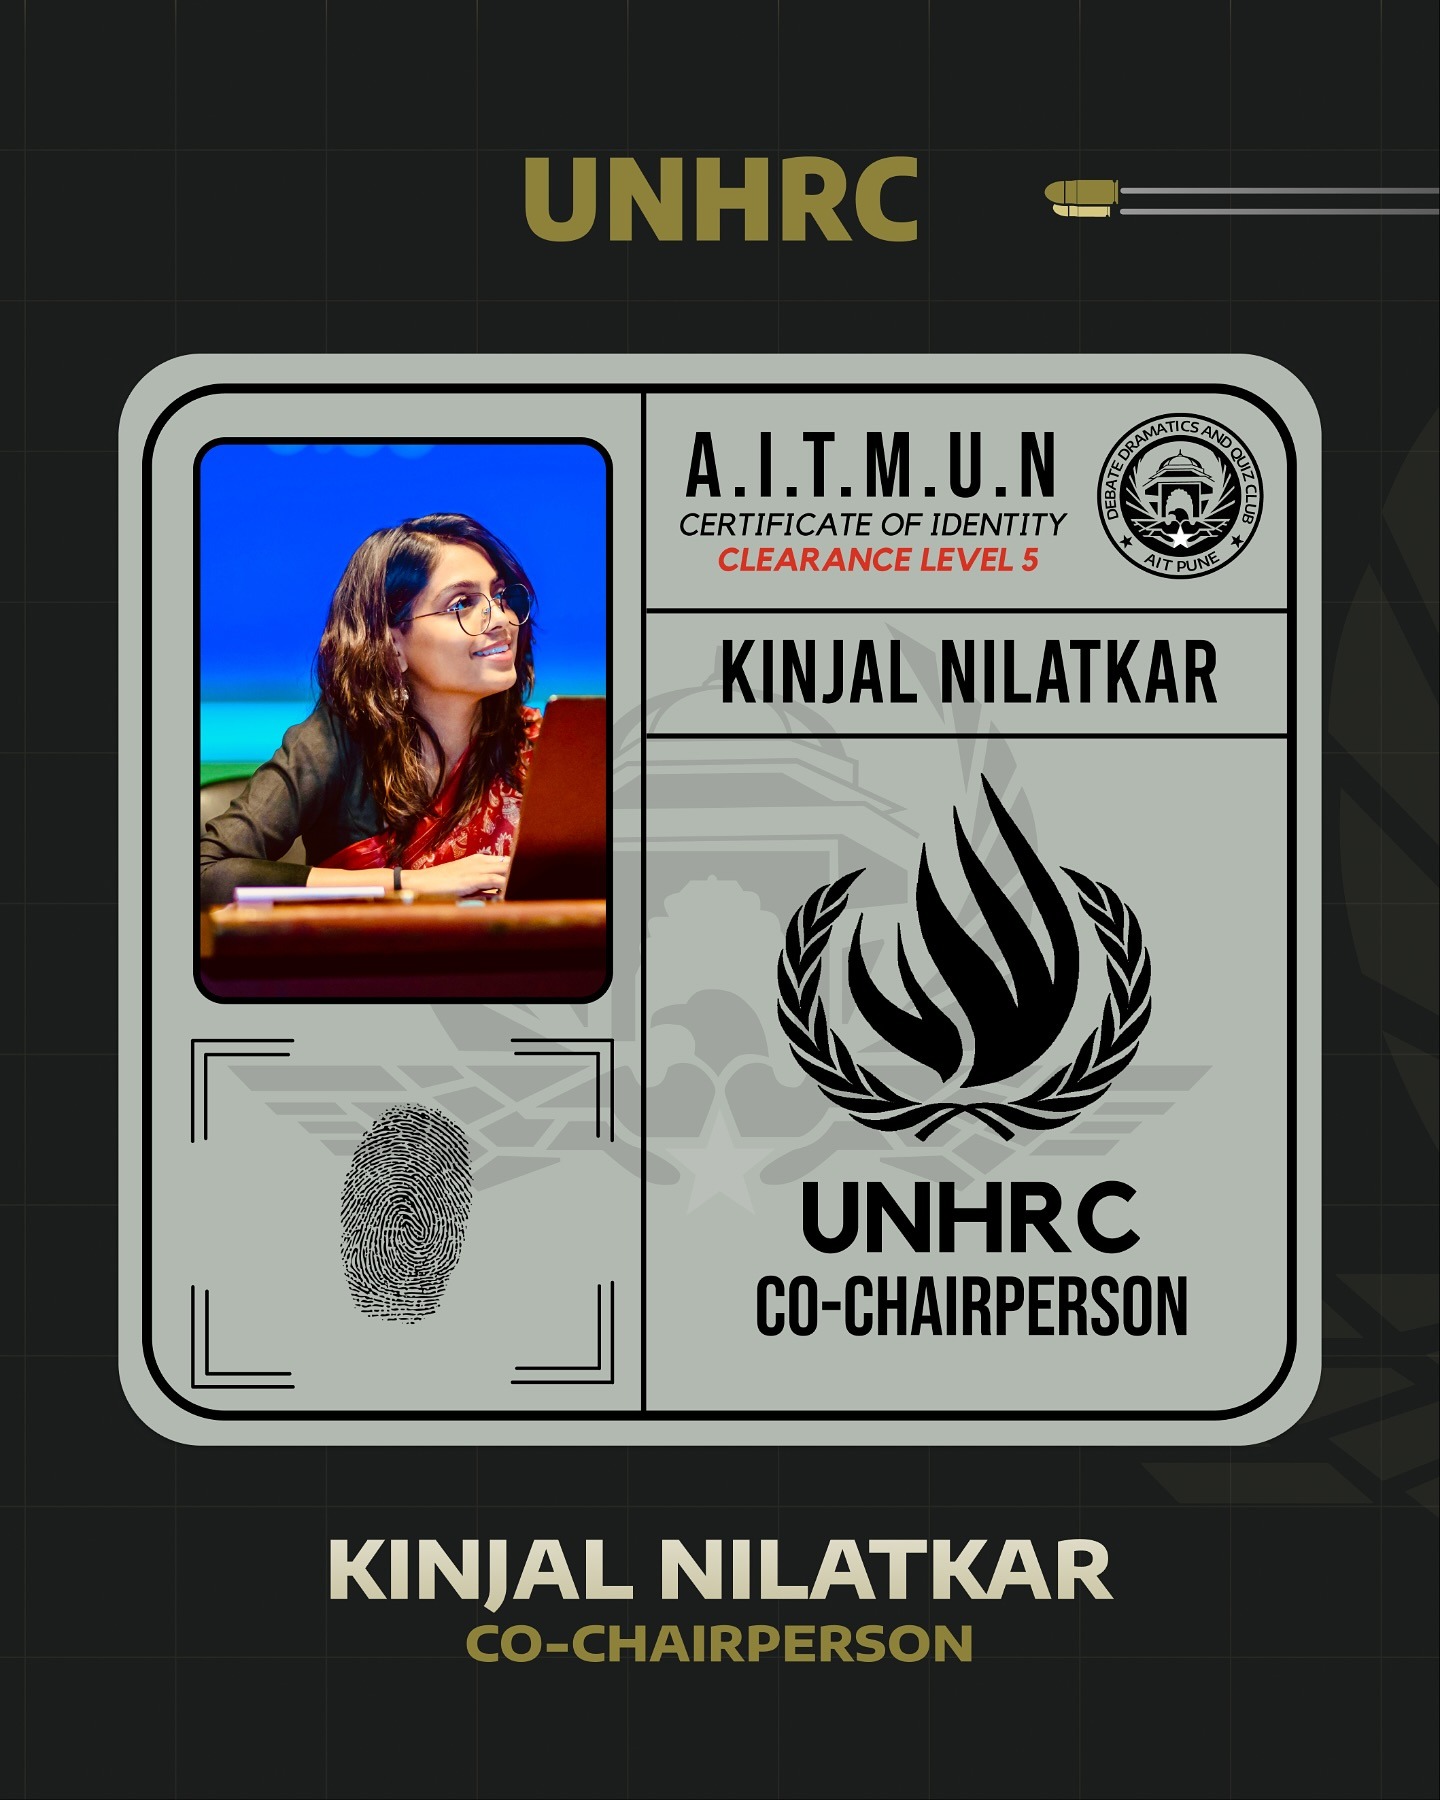 UNHRC
A.I.T.M.U.N
CERTIFICATE OF IDENTITY
CLEARANCE LEVEL 5
DEBATE DRAMATICS AND QUIZ CLUB
AIT PUNE
KINJAL NILATKAR
UNHRC
CO-CHAIRPERSON
KINJAL NILATKAR
CO-CHAIRPERSON